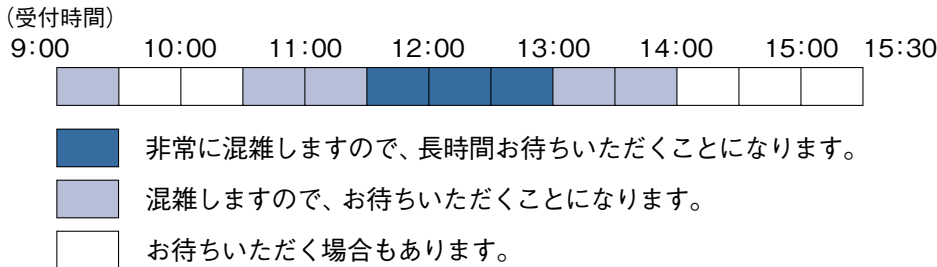 （受付時間）
9:00 10:00 11:00 12:00 13:00 14:00 15:00 15:30
非常に混雑しますので、長時間お待ちいただくことになります。
混雑しますので、お待ちいただくことになります。
お待ちいただく場合もあります。